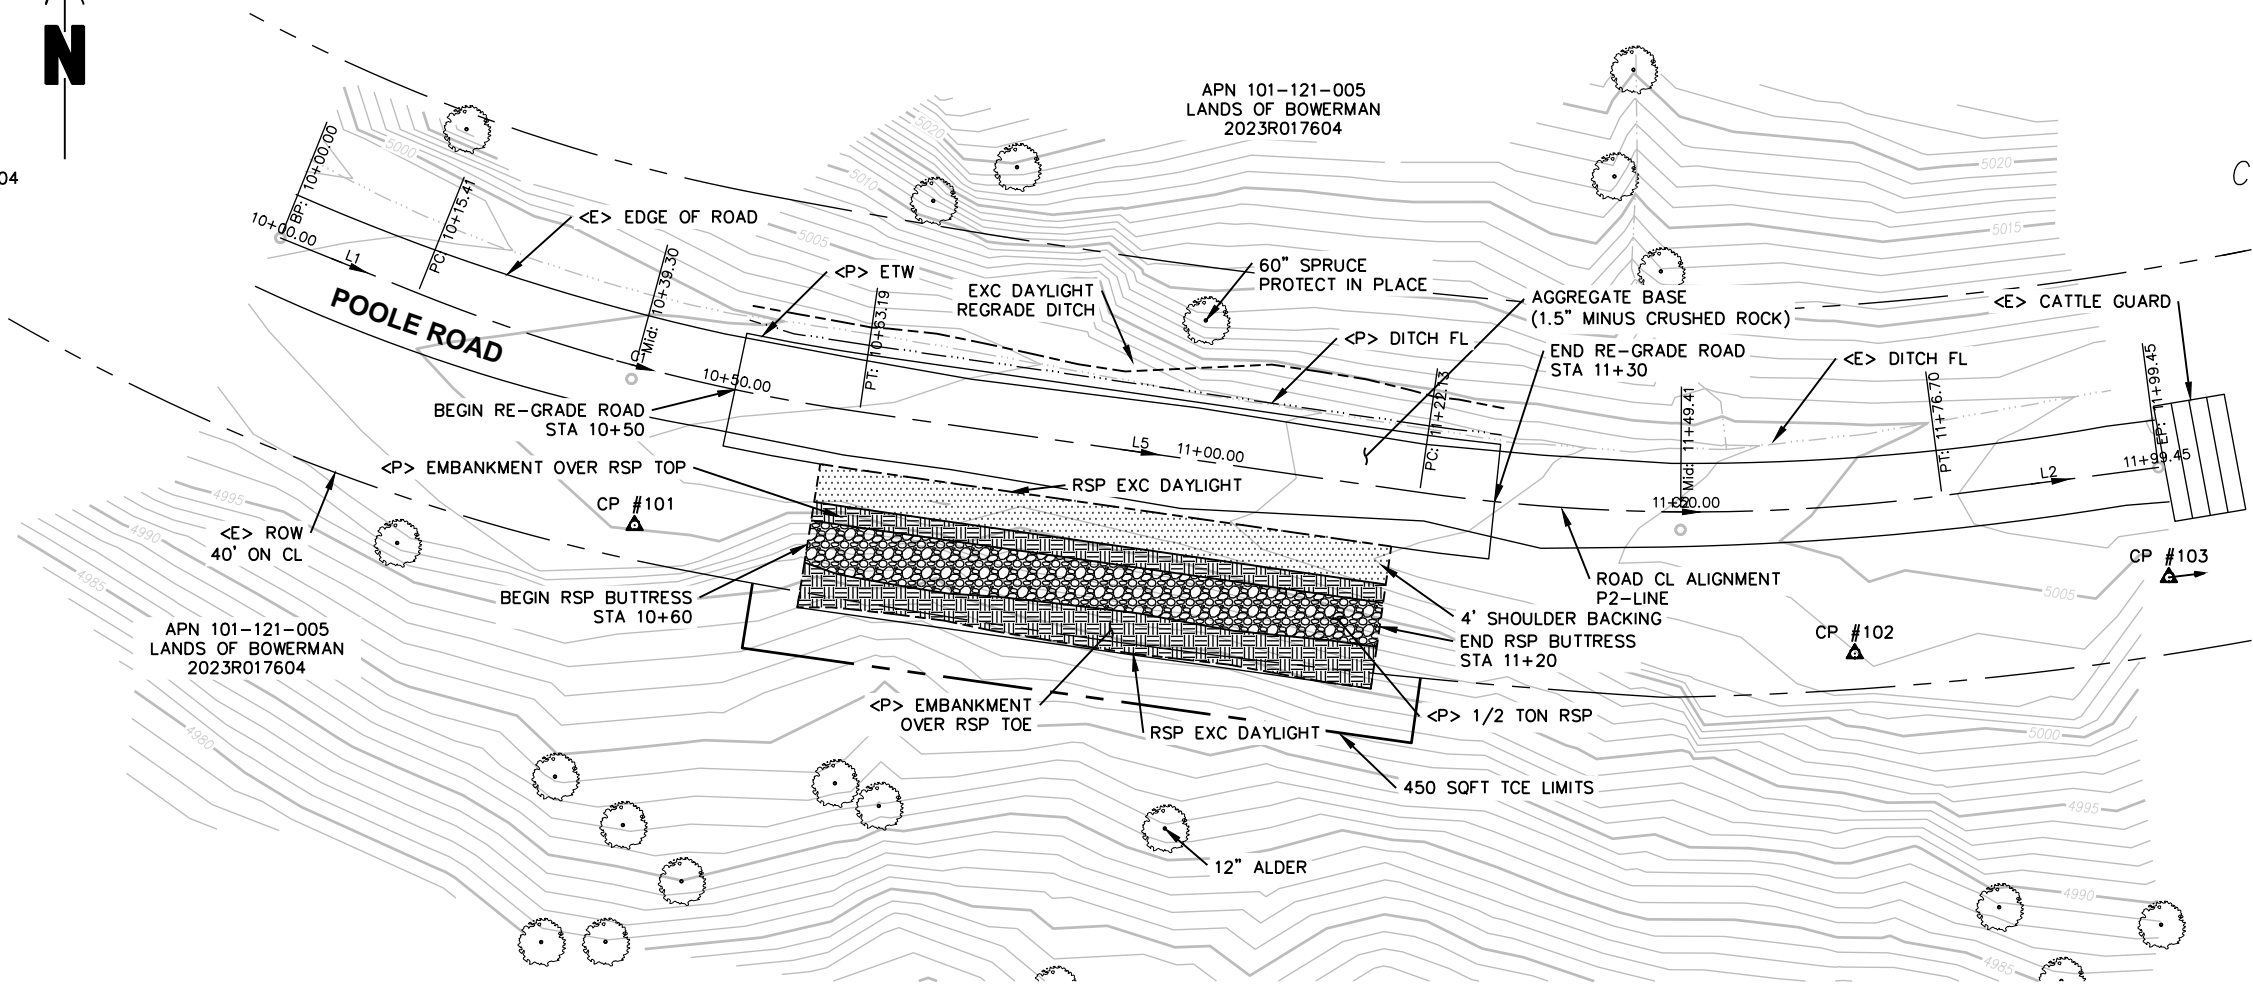 N
04
APN 101-121-005
LANDS OF BOWERMAN
2023R017604
5000
5020
5010
5005
5020
5015
BP: 10+00.00
10+00.00
L1
PC: 10+15.41
<E> EDGE OF ROAD
Mid: 10+39.30
POOLE ROAD
<P> ETW
PT: 10+63.19
EXC DAYLIGHT
REGRADE DITCH
60" SPRUCE
PROTECT IN PLACE
AGGREGATE BASE
(1.5" MINUS CRUSHED ROCK)
<E> CATTLE GUARD
<P> DITCH FL
END RE-GRADE ROAD
STA 11+30
<E> DITCH FL
10+50.00
BEGIN RE-GRADE ROAD
STA 10+50
L5
11+00.00
PC: 11+22.13
Mid: 11+49.41
PT: 11+76.70
EP: 11+99.45
11+99.45
L2
<P> EMBANKMENT OVER RSP TOP
RSP EXC DAYLIGHT
CP #101
4995
4990
4985
<E> ROW
40' ON CL
BEGIN RSP BUTTRESS
STA 10+60
ROAD CL ALIGNMENT
P2-LINE
4' SHOULDER BACKING
END RSP BUTTRESS
STA 11+20
CP #103
5005
CP #102
APN 101-121-005
LANDS OF BOWERMAN
2023R017604
<P> EMBANKMENT
OVER RSP TOE
RSP EXC DAYLIGHT
<P> 1/2 TON RSP
5000
4980
450 SQFT TCE LIMITS
4995
12" ALDER
4990
4985